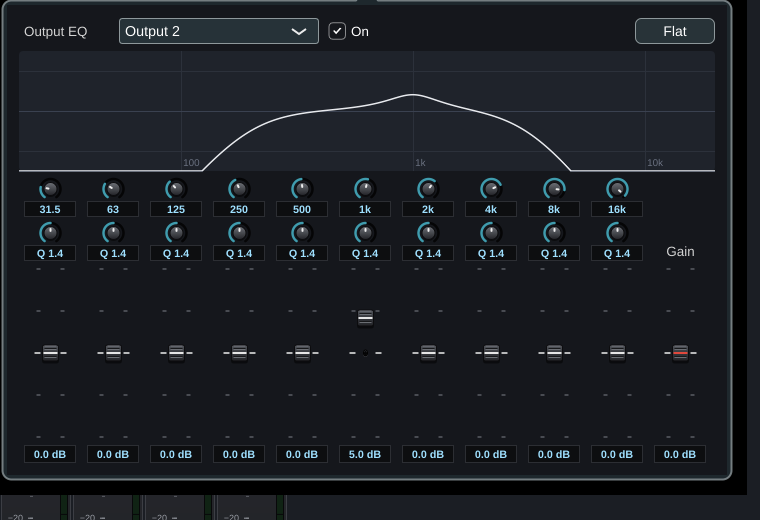 Output EQ Output 2 On Flat
100 1k 10k
31.5 63 125 250 500 1k 2k 4k 8k 16k
Q 1.4 Q 1.4 Q 1.4 Q 1.4 Q 1.4 Q 1.4 Q 1.4 Q 1.4 Q 1.4 Q 1.4 Gain
0.0 dB 0.0 dB 0.0 dB 0.0 dB 0.0 dB 5.0 dB 0.0 dB 0.0 dB 0.0 dB 0.0 dB 0.0 dB
-20 -20 -20 -20